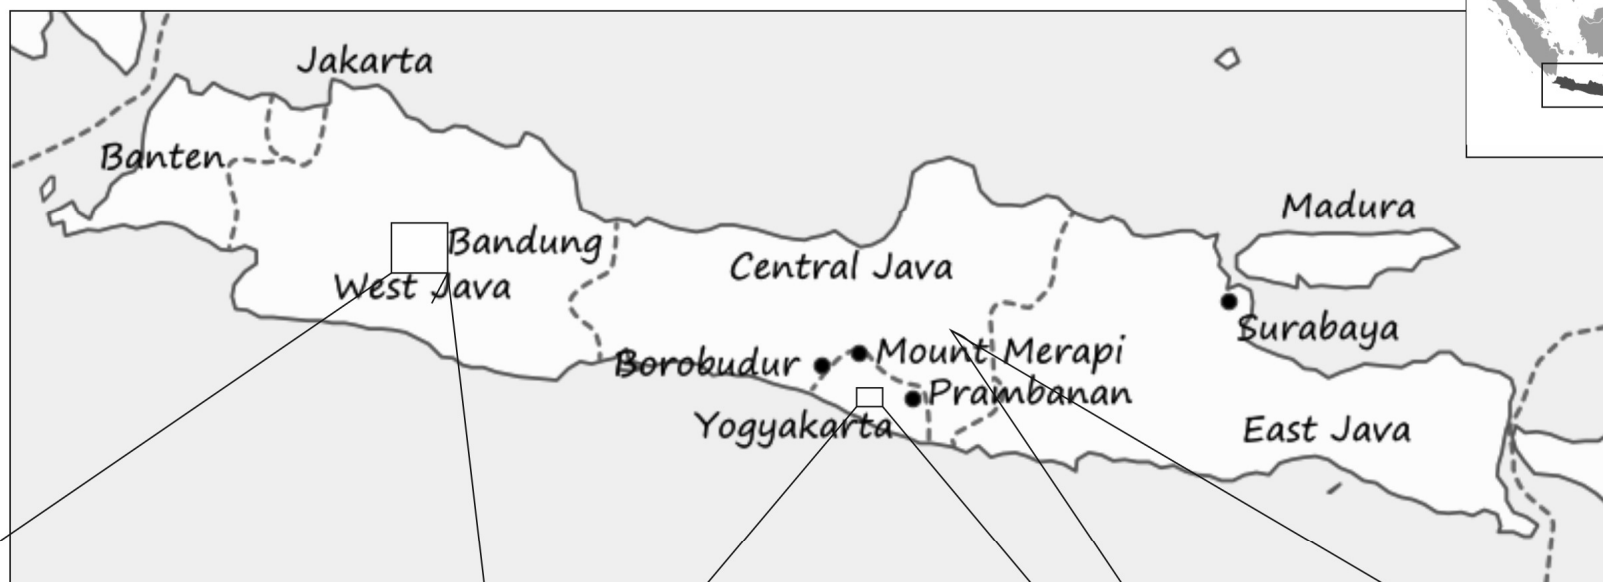 Jakarta
Banten
Madura
Bandung
Central Java
West Java
Surabaya
Mount Merapi
Borobudur
Prambanan
Yogyakarta
East Java